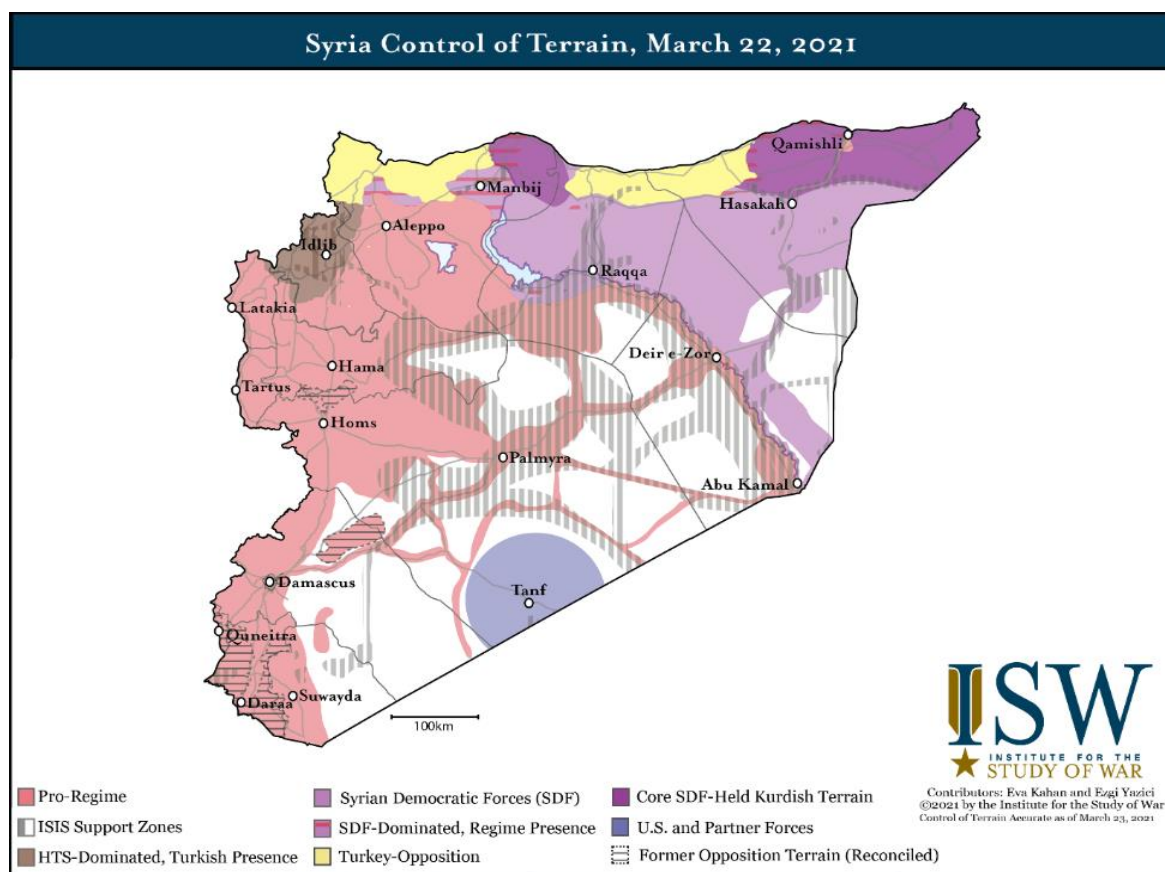 Syria Control of Terrain, March 22, 2021
Qamishli
Manbij
Hasakah
Aleppo
Idlib
Raqqa
Latakia
Deir e-Zor
Hama
Tartus
Homs
Palmyra
Abu Kamal
Damascus
Tanf
Quneitra
Suwayda
Daraa
100km
ISW
INSTITUTE FOR THE
STUDY OF WAR
Contributors: Eva Kahan and Ezgi Yazici
©2021 by the Institute for the Study of War
Control of Terrain Accurate as of March 23, 2021
Pro-Regime
Syrian Democratic Forces (SDF)
Core SDF-Held Kurdish Terrain
ISIS Support Zones
SDF-Dominated, Regime Presence
U.S. and Partner Forces
HTS-Dominated, Turkish Presence
Turkey-Opposition
Former Opposition Terrain (Reconciled)